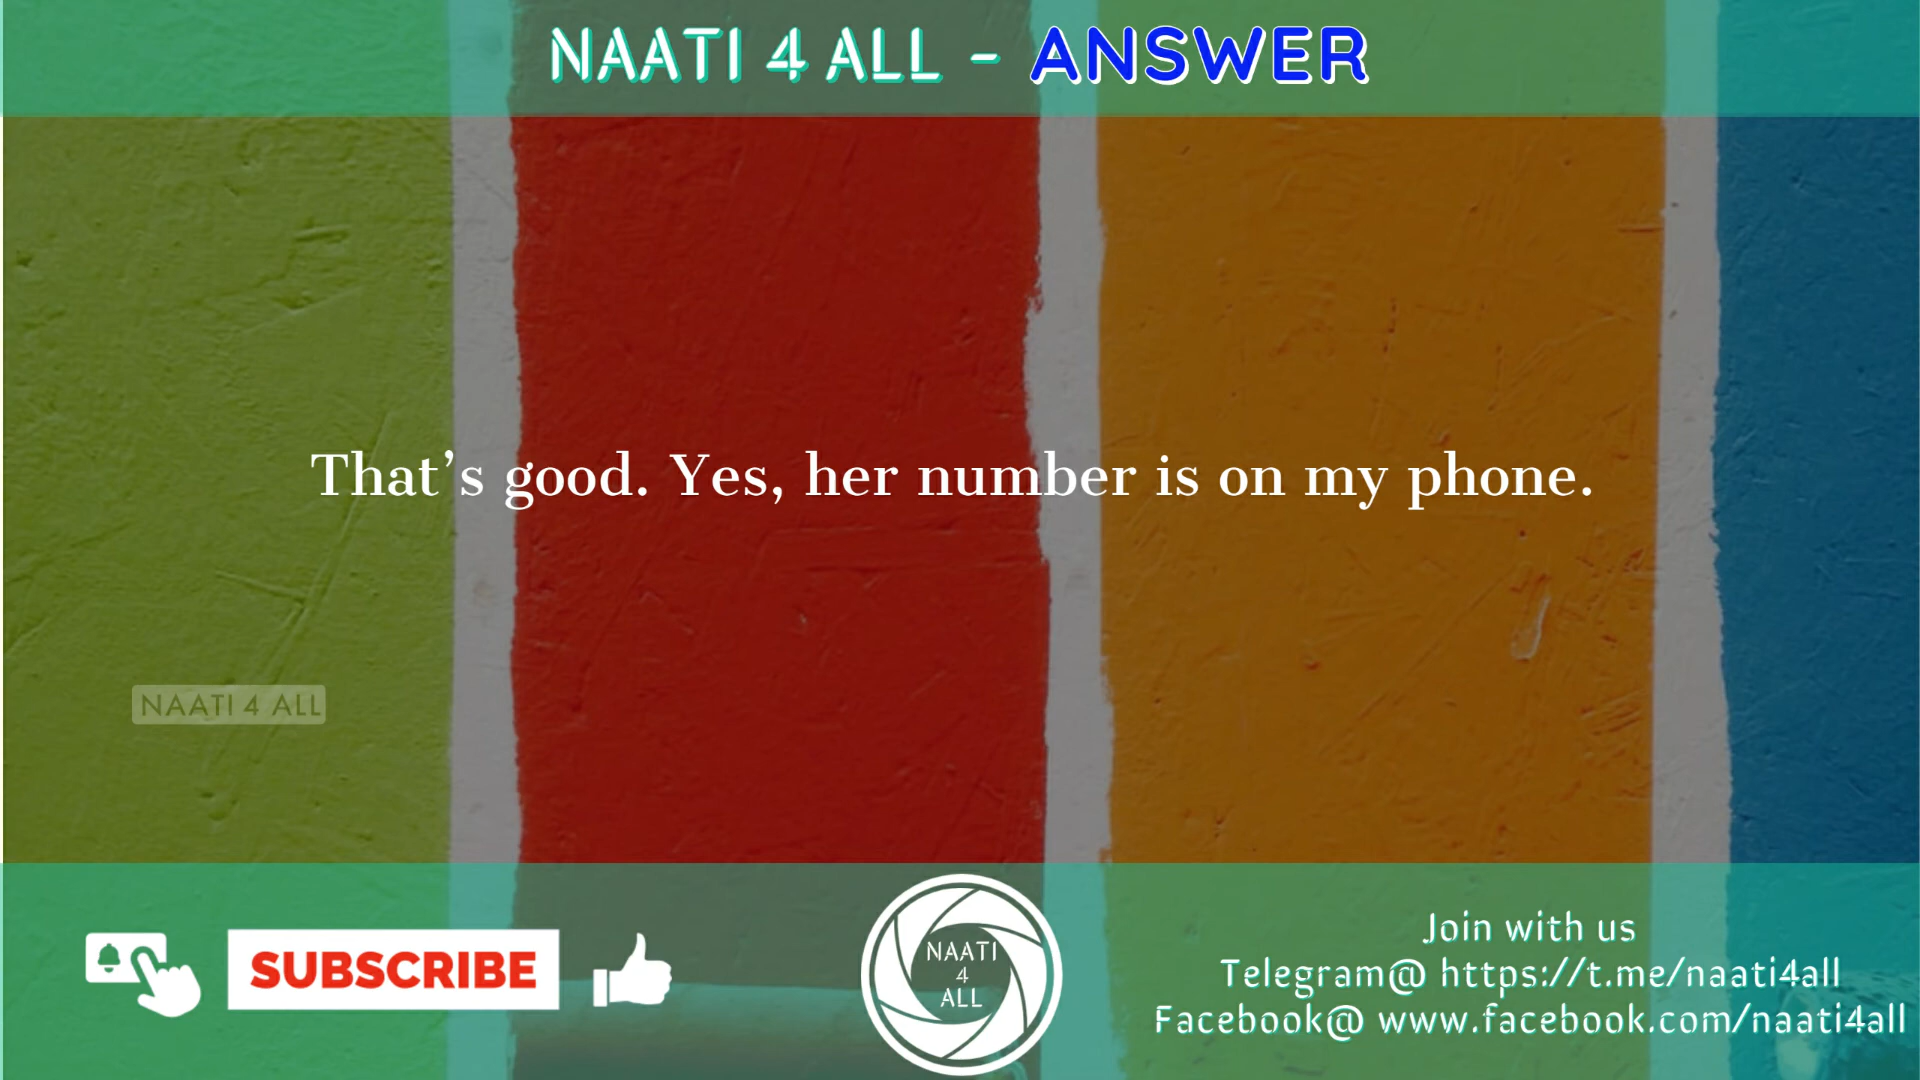 NAATI 4 ALL - ANSWER
That's good. Yes, her number is on my phone.
NAATI 4 ALL
SUBSCRIBE
NAATI
4
ALL
Join with us
Telegram@ https://t.me/naati4all
Facebook@ www.facebook.com/naati4all